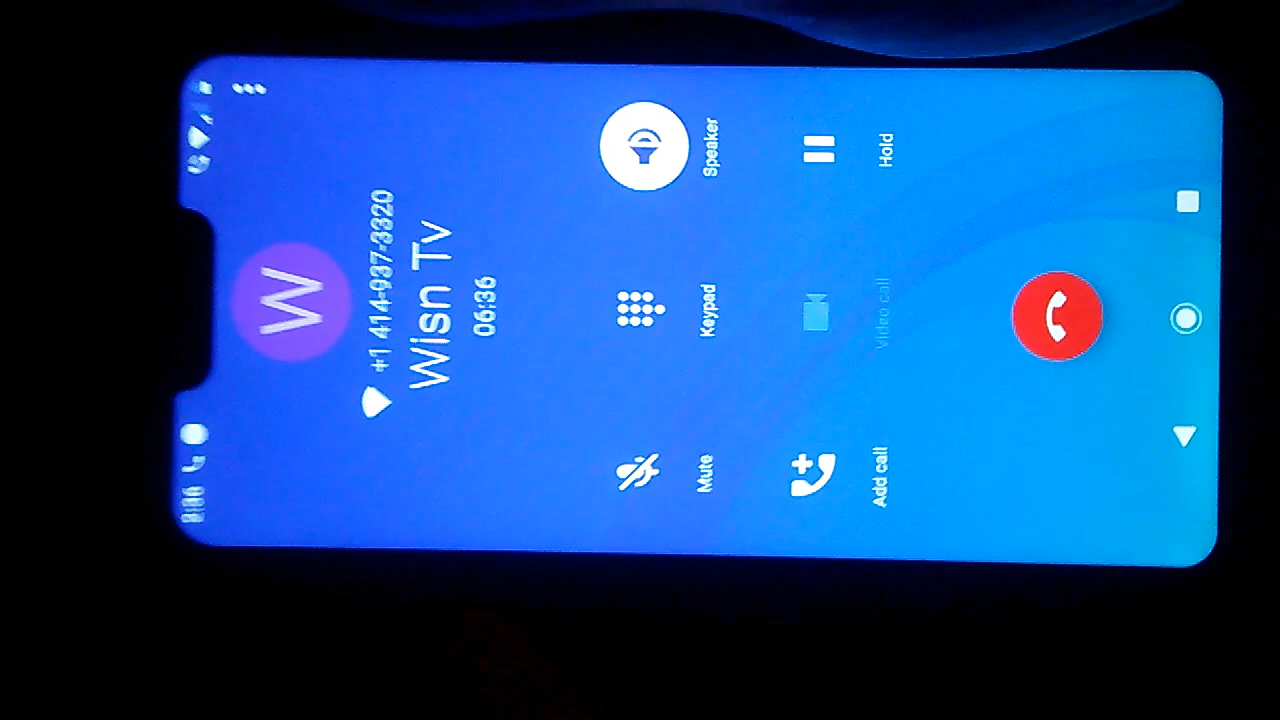 W
+1 414-937-3320
Wisn Tv
06:36
Mute
Keypad
Speaker
Add call
Video call
Hold